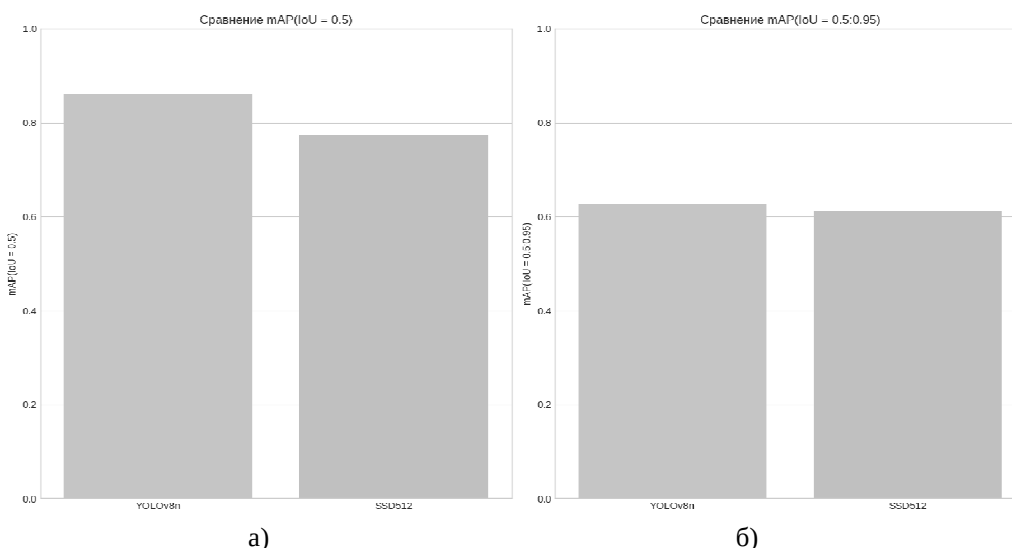 Сравнение mAP(IoU = 0.5)
1.0
0.8
0.6
0.4
0.2
0.0
mAP(IoU = 0.5)
YOLOv8n
SSD512
а)
Сравнение mAP(IoU = 0.5:0.95)
1.0
0.8
0.6
0.4
0.2
0.0
mAP(IoU = 0.5:0.95)
YOLOv8n
SSD512
б)